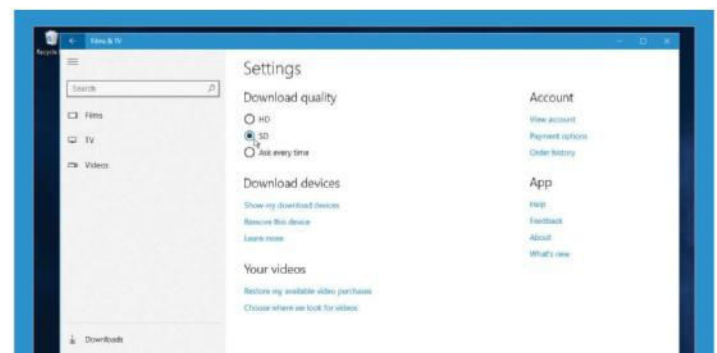 Films & TV
Recycle
Search
Films
TV
Videos
Downloads
Settings
Download quality
HD
SD
Ask every time
Download devices
Show my download devices
Remove this device
Learn more
Your videos
Restore my available video purchases
Choose where we look for videos
Account
View account
Payment options
Order history
App
Help
Feedback
About
What's new